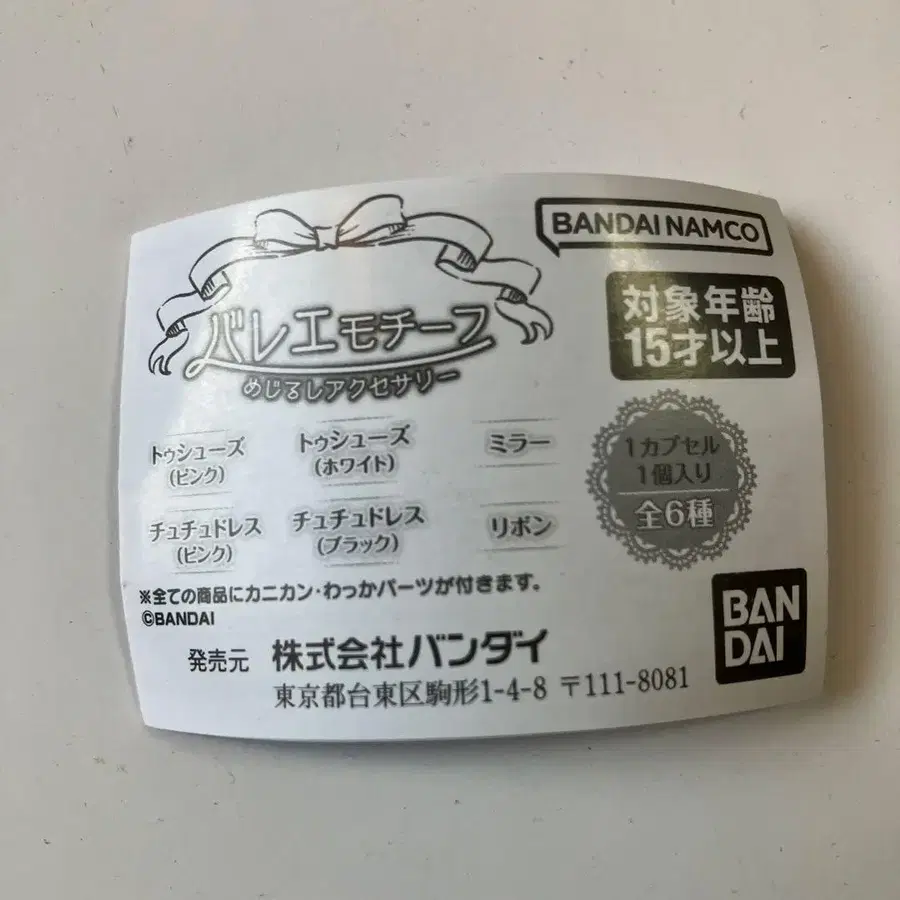 BANDAI NAMCO
バレエモチーフ
めじるしアクセサリー
対象年齢
15才以上
トゥシューズ
(ピンク)
トゥシューズ
(ホワイト)
ミラー
チュチュドレス
(ピンク)
チュチュドレス
(ブラック)
リボン
1カプセル
1個入り
全6種
※全ての商品にカニカン・わっかパーツが付きます。
©BANDAI
発売元 株式会社バンダイ
東京都台東区駒形1-4-8 〒111-8081
BAN
DAI